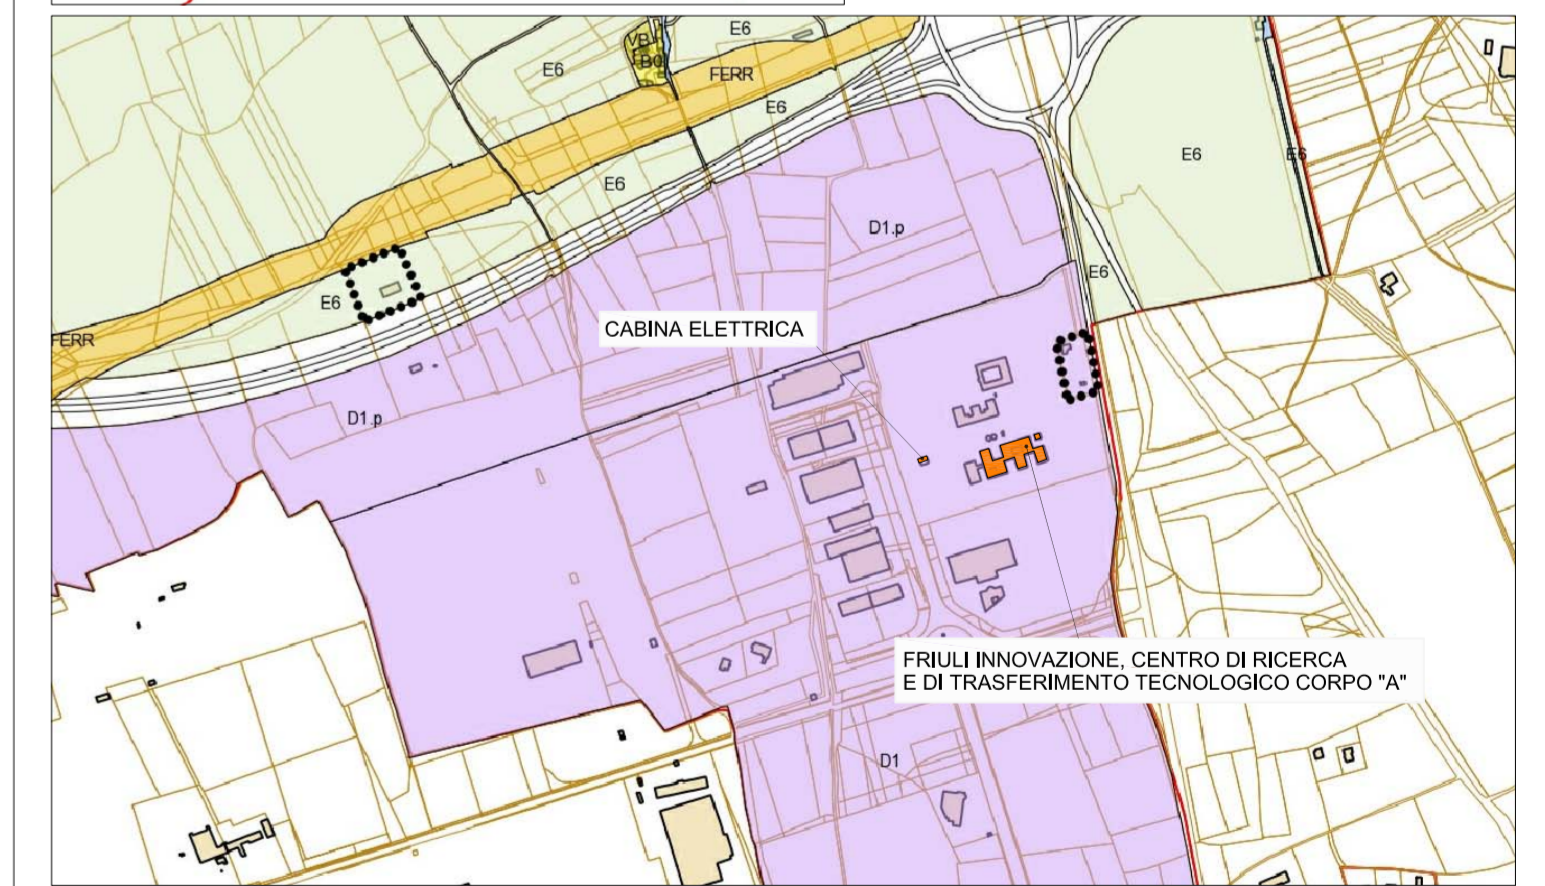 E6
VB
B0
E6
FERR
E6
E6
E6
E6
D1.p
E6
E6
CABINA ELETTRICA
FERR
D1.p
FRIULI INNOVAZIONE, CENTRO DI RICERCA
E DI TRASFERIMENTO TECNOLOGICO CORPO "A"
D1